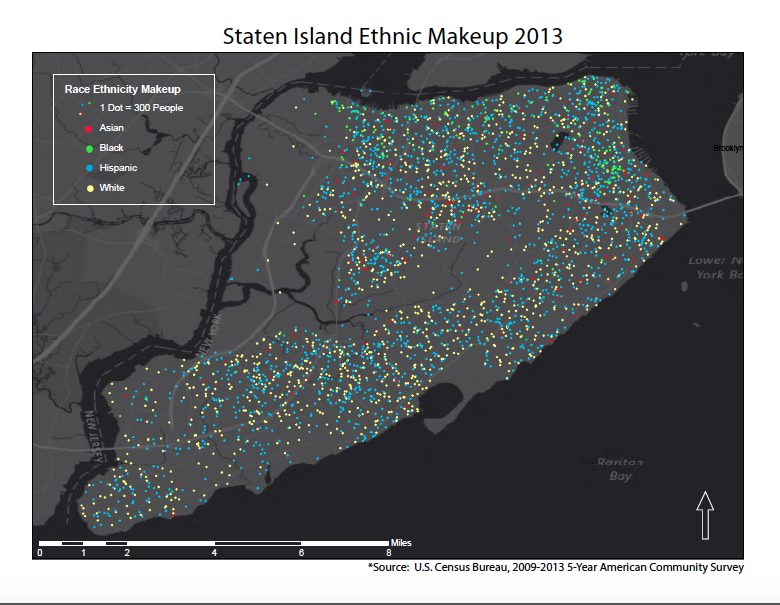 Staten Island Ethnic Makeup 2013
York Bay
Race Ethnicity Makeup
1 Dot = 300 People
Asian
Black
Hispanic
White
Brooklyn
STATEN
ISLAND
Lower N
York Ba
NEW YORK
NEW JERSEY
Raritan
Bay
Miles
0 1 2 4 6 8
*Source: U.S. Census Bureau, 2009-2013 5-Year American Community Survey